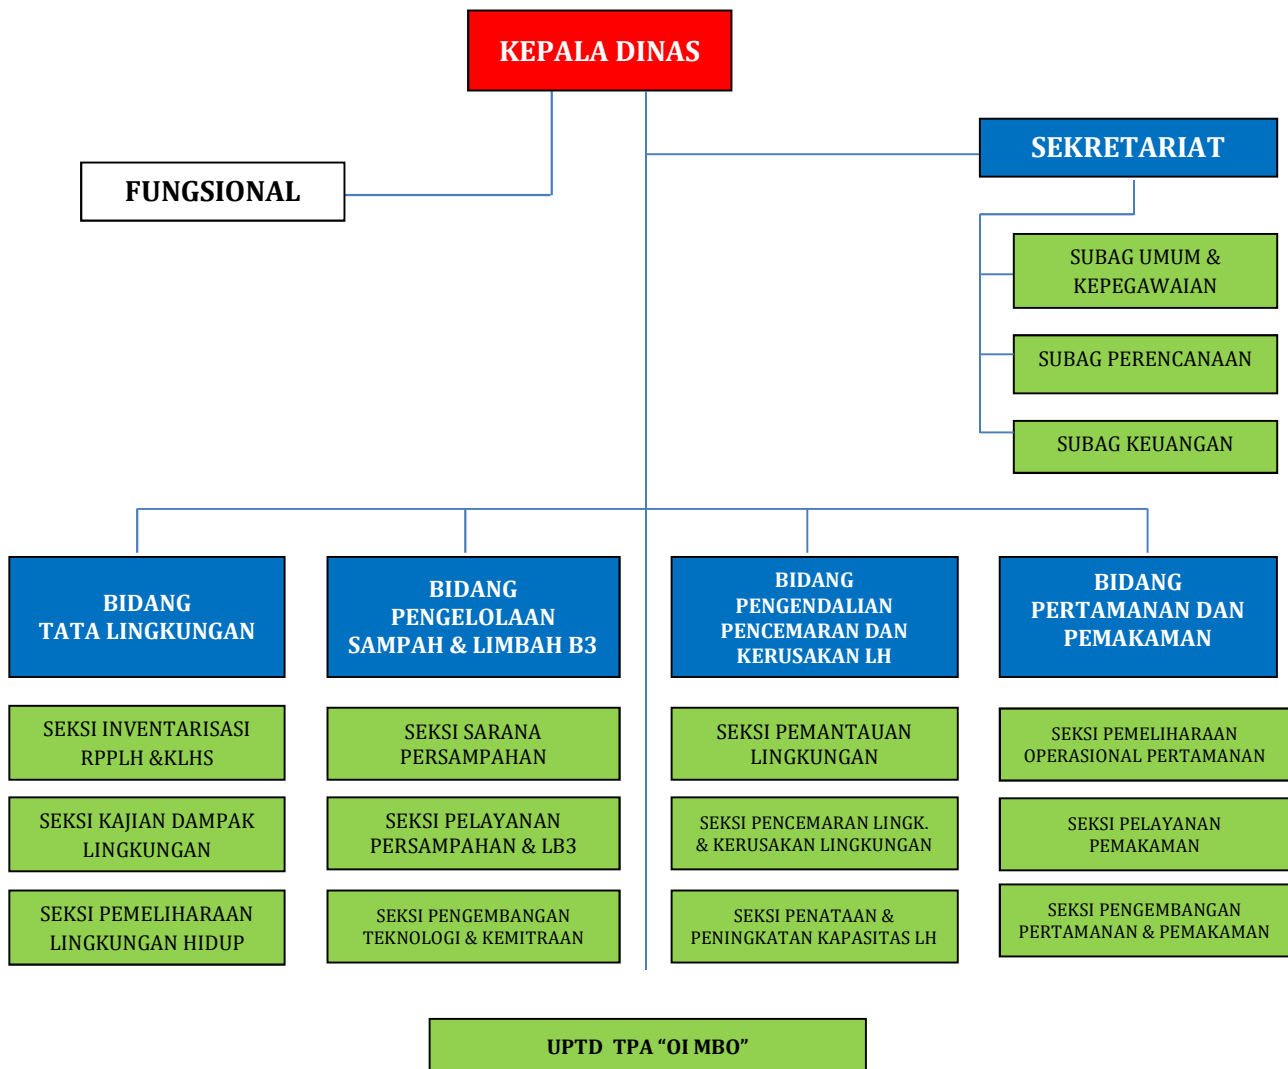 KEPALA DINAS
SEKRETARIAT
FUNGSIONAL
SUBAG UMUM &
KEPEGAWAIAN
SUBAG PERENCANAAN
SUBAG KEUANGAN
BIDANG
TATA LINGKUNGAN
BIDANG
PENGELOLAAN
SAMPAH & LIMBAH B3
BIDANG
PENGENDALIAN
PENCEMARAN DAN
KERUSAKAN LH
BIDANG
PERTAMANAN DAN
PEMAKAMAN
SEKSI INVENTARISASI
RPPLH &KLHS
SEKSI SARANA
PERSAMPAHAN
SEKSI PEMANTAUAN
LINGKUNGAN
SEKSI PEMELIHARAAN
OPERASIONAL PERTAMANAN
SEKSI KAJIAN DAMPAK
LINGKUNGAN
SEKSI PELAYANAN
PERSAMPAHAN & LB3
SEKSI PENCEMARAN LINGK.
& KERUSAKAN LINGKUNGAN
SEKSI PELAYANAN
PEMAKAMAN
SEKSI PEMELIHARAAN
LINGKUNGAN HIDUP
SEKSI PENGEMBANGAN
TEKNOLOGI & KEMITRAAN
SEKSI PENATAAN &
PENINGKATAN KAPASITAS LH
SEKSI PENGEMBANGAN
PERTAMANAN & PEMAKAMAN
UPTD TPA “OI MBO”